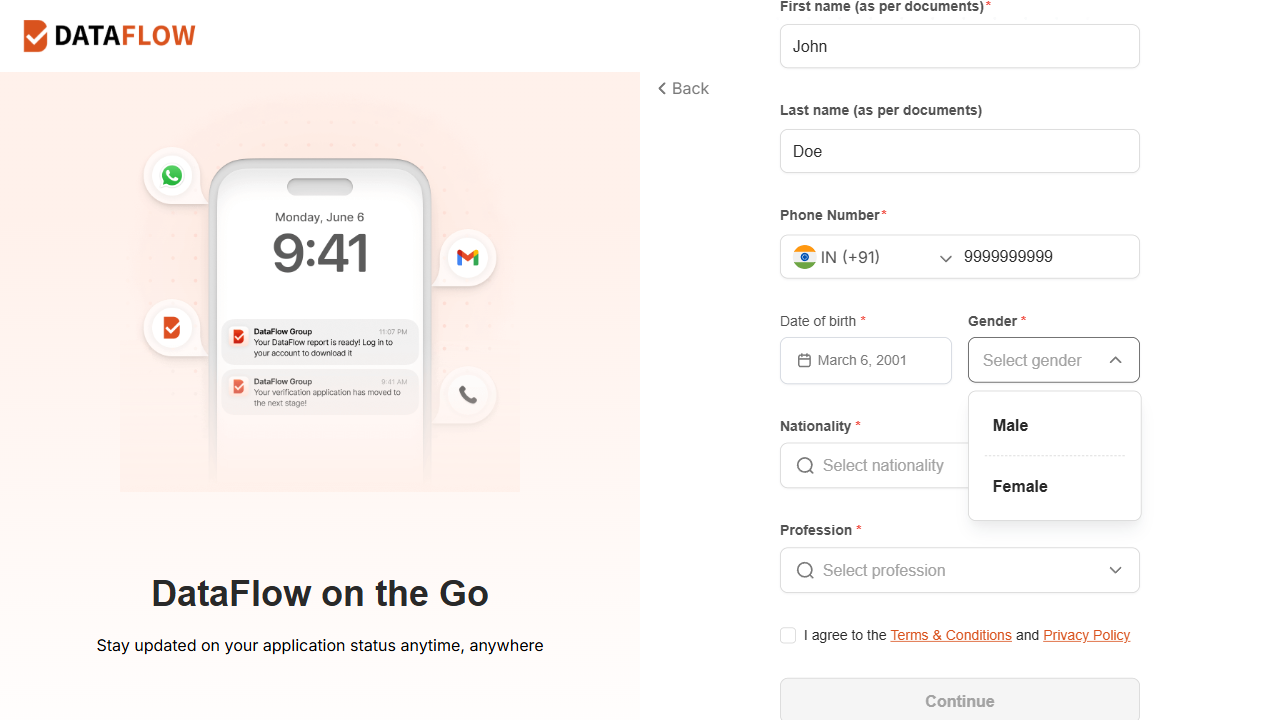 DATAFLOW
Monday, June 6
9:41
DataFlow Group
11:07 PM
Your DataFlow report is ready! Log in to
your account to download it
DataFlow Group
9:41 AM
Your verification application has moved to
the next stage!
DataFlow on the Go
Stay updated on your application status anytime, anywhere
Back
First name (as per documents)*
John
Last name (as per documents)
Doe
Phone Number*
IN (+91)
9999999999
Date of birth *
Gender *
March 6, 2001
Select gender
Male
Female
Nationality *
Select nationality
Profession *
Select profession
I agree to the Terms & Conditions and Privacy Policy
Continue